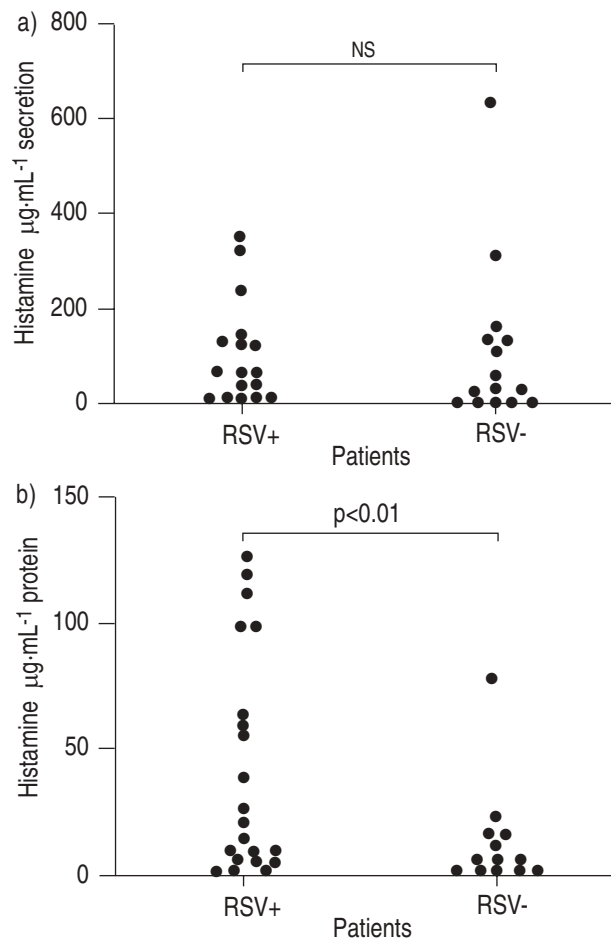 a)
800
600
400
200
0
Histamine µg·mL⁻¹ secretion
NS
RSV+ RSV-
Patients
b)
150
100
50
0
Histamine µg·mL⁻¹ protein
p<0.01
RSV+ RSV-
Patients